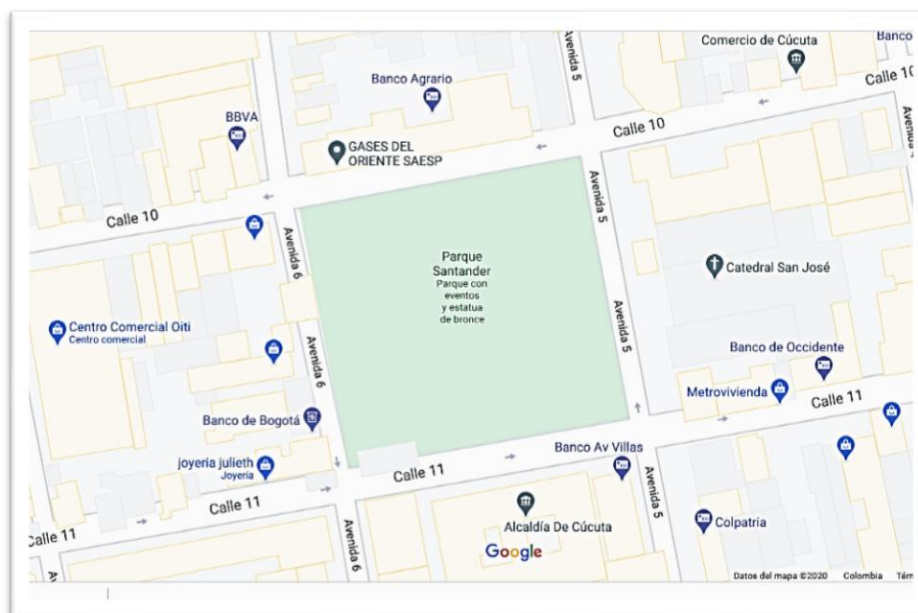 Comercio de Cúcuta
Banco
Banco Agrario
Avenida 5
Calle 10
BBVA
GASES DEL
ORIENTE SAESP
Calle 10
Calle 10
Avenida 5
Avenida 6
Parque
Santander
Parque con
eventos
y estatua
de bronce
Catedral San José
Centro Comercial Oiti
Centro comercial
Avenida 5
Avenida 6
Banco de Occidente
Metrovivienda
Calle 11
Banco de Bogotá
Banco Av Villas
joyeria julieth
Joyería
Calle 11
Calle 11
Calle 11
Avenida 6
Avenida 5
Alcaldía De Cúcuta
Colpatria
Google
Datos del mapa ©2020 Colombia